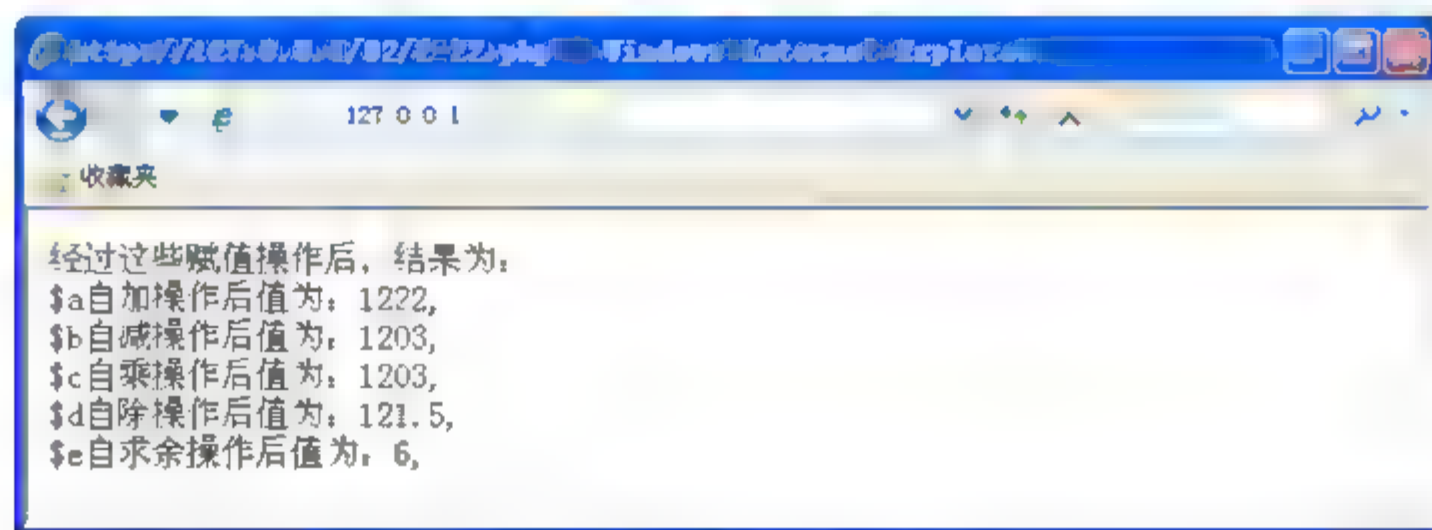 127 0 0 1
收藏夹
经过这些赋值操作后，结果为：
$a自加操作后值为：1222,
$b自减操作后值为：1203,
$c自乘操作后值为：1203,
$d自除操作后值为：121.5,
$e自求余操作后值为：6,